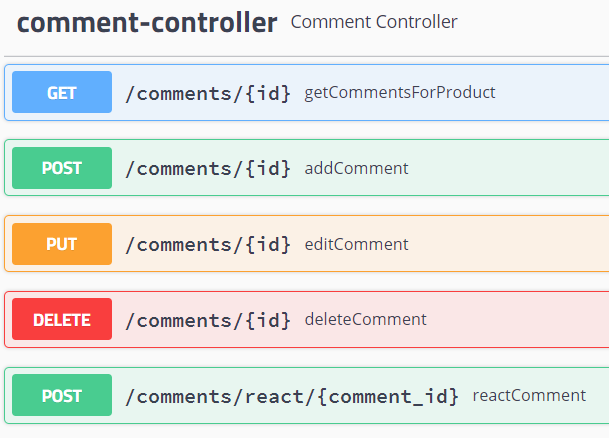 comment-controller Comment Controller
GET /comments/{id} getCommentsForProduct
POST /comments/{id} addComment
PUT /comments/{id} editComment
DELETE /comments/{id} deleteComment
POST /comments/react/{comment_id} reactComment